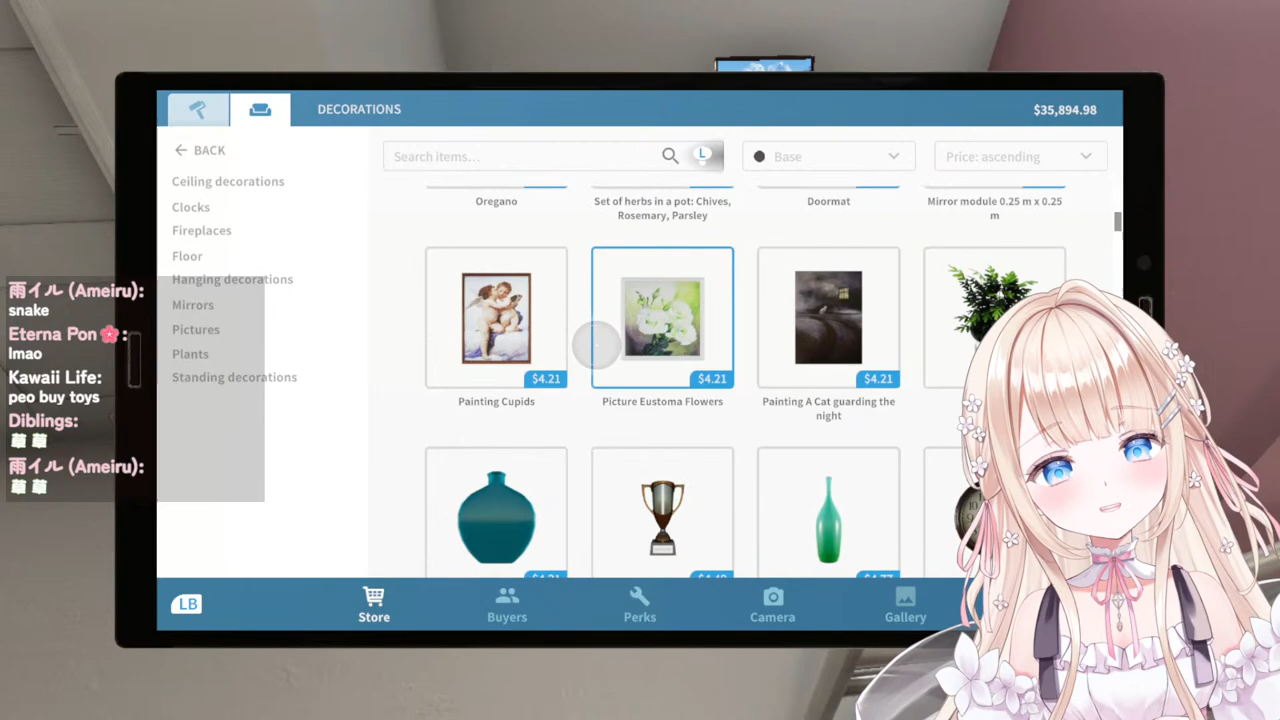 DECORATIONS
$35,894.98
BACK
Search items...
L
Base
Price: ascending
Ceiling decorations
Clocks
Fireplaces
Floor
Hanging decorations
Mirrors
Pictures
Plants
Standing decorations
Oregano
Set of herbs in a pot: Chives,
Rosemary, Parsley
Doormat
Mirror module 0.25 m x 0.25
m
$4.21
$4.21
$4.21
Painting Cupids
Picture Eustoma Flowers
Painting A Cat guarding the
night
雨イル (Ameiru):
snake
Eterna Pon🌸:
lmao
Kawaii Life:
peo buy toys
Diblings:
草 草
雨イル (Ameiru):
草 草
LB
Store
Buyers
Perks
Camera
Gallery